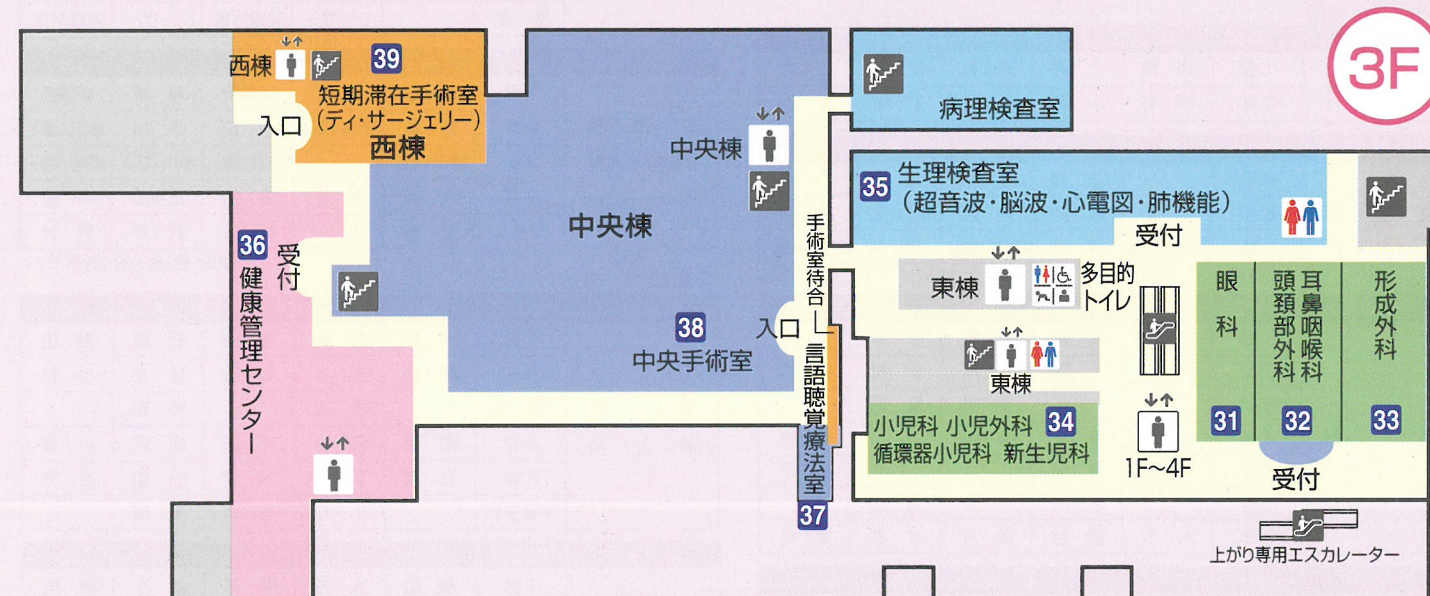 3F
西棟
39
短期滞在手術室
(ディ・サージェリー)
西棟
入口
36
健康管理センター
受付
中央棟
中央棟
38
中央手術室
入口
手術室待合
言語聴覚療法室
37
病理検査室
35
生理検査室
(超音波・脳波・心電図・肺機能)
受付
東棟
多目的
トイレ
東棟
小児科 小児外科 34
循環器小児科 新生児科
1F～4F
眼科
31
耳鼻咽喉科
頭頸部外科
32
形成外科
33
受付
上がり専用エスカレーター